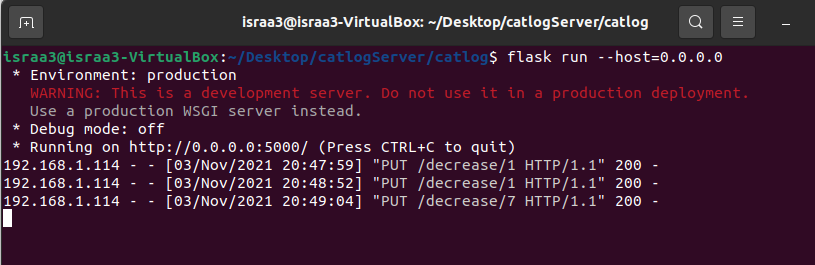 israa3@israa3-VirtualBox: ~/Desktop/catlogServer/catlog
israa3@israa3-VirtualBox:~/Desktop/catlogServer/catlog$ flask run --host=0.0.0.0
 * Environment: production
   WARNING: This is a development server. Do not use it in a production deployment.
   Use a production WSGI server instead.
 * Debug mode: off
 * Running on http://0.0.0.0:5000/ (Press CTRL+C to quit)
192.168.1.114 - - [03/Nov/2021 20:47:59] "PUT /decrease/1 HTTP/1.1" 200 -
192.168.1.114 - - [03/Nov/2021 20:48:52] "PUT /decrease/1 HTTP/1.1" 200 -
192.168.1.114 - - [03/Nov/2021 20:49:04] "PUT /decrease/7 HTTP/1.1" 200 -